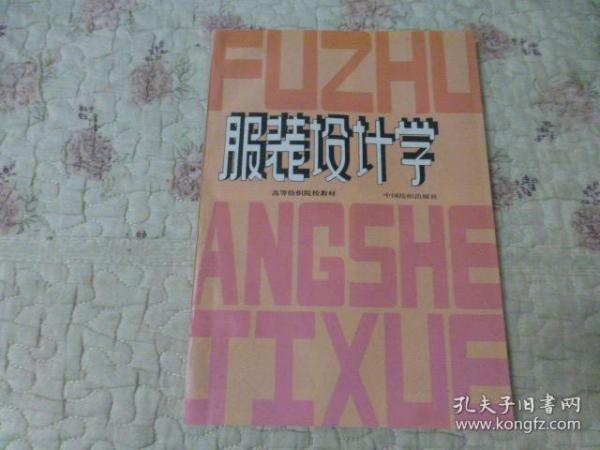 FUZHU
服装设计学
高等纺织院校教材 中国纺织出版社
ANGSHE
JIXUE
孔夫子旧书网
www.kongfz.com